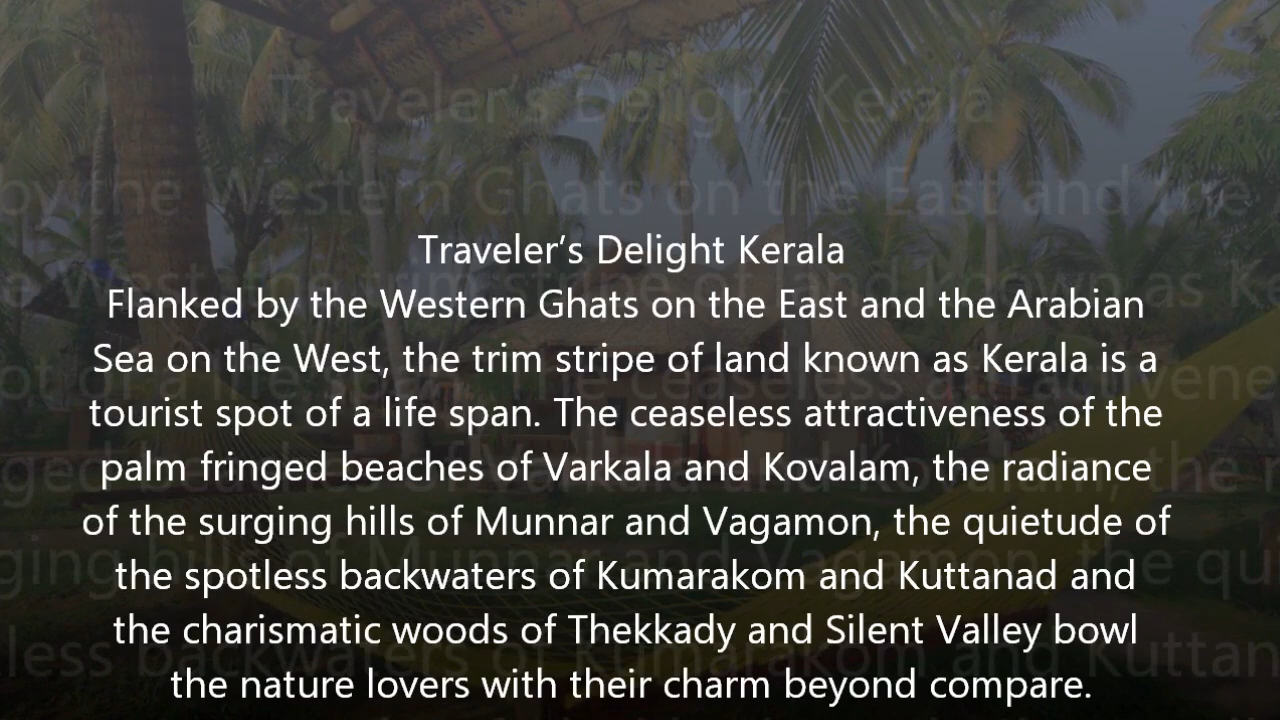 Traveler’s Delight Kerala
Flanked by the Western Ghats on the East and the Arabian
Sea on the West, the trim stripe of land known as Kerala is a
tourist spot of a life span. The ceaseless attractiveness of the
palm fringed beaches of Varkala and Kovalam, the radiance
of the surging hills of Munnar and Vagamon, the quietude of
the spotless backwaters of Kumarakom and Kuttanad and
the charismatic woods of Thekkady and Silent Valley bowl
the nature lovers with their charm beyond compare.